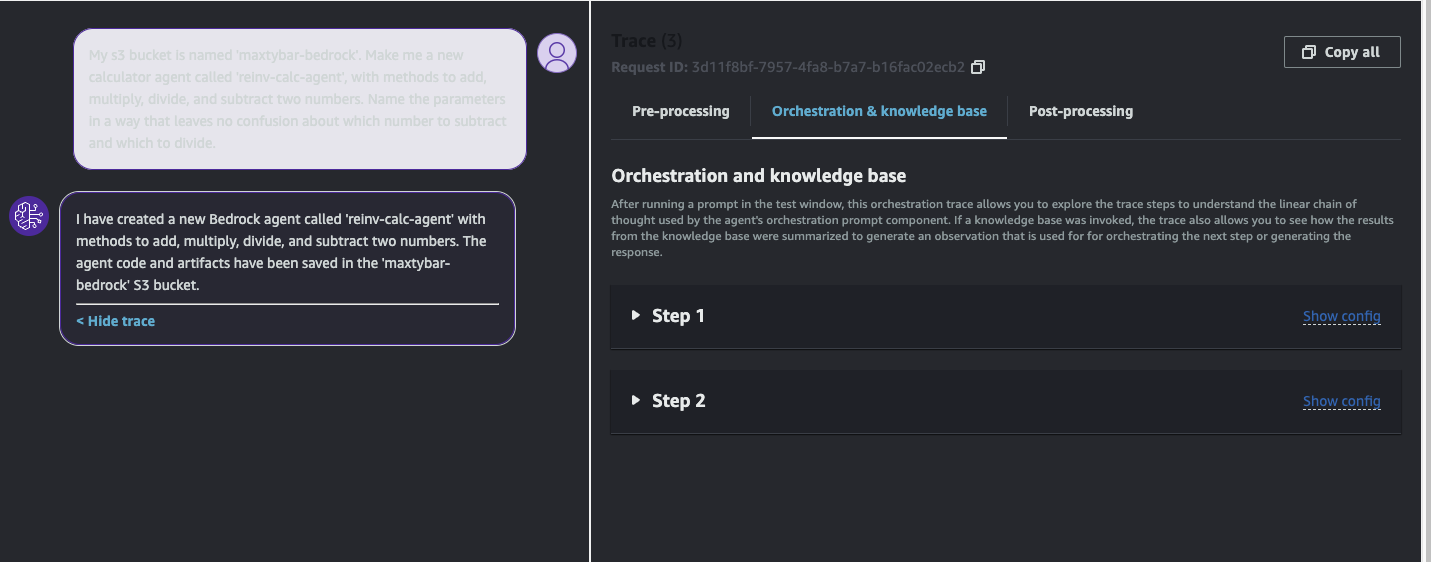 My s3 bucket is named 'maxtybar-bedrock'. Make me a new
calculator agent called 'reinv-calc-agent', with methods to add,
multiply, divide, and subtract two numbers. Name the parameters
in a way that leaves no confusion about which number to subtract
and which to divide.
I have created a new Bedrock agent called 'reinv-calc-agent' with
methods to add, multiply, divide, and subtract two numbers. The
agent code and artifacts have been saved in the 'maxtybar-
bedrock' S3 bucket.
< Hide trace
Trace (3)
Request ID: 3d11f8bf-7957-4fa8-b7a7-b16fac02ecb2
Copy all
Pre-processing
Orchestration & knowledge base
Post-processing
Orchestration and knowledge base
After running a prompt in the test window, this orchestration trace allows you to explore the trace steps to understand the linear chain of
thought used by the agent's orchestration prompt component. If a knowledge base was invoked, the trace also allows you to see how the results
from the knowledge base were summarized to generate an observation that is used for for orchestrating the next step or generating the
response.
Step 1
Show config
Step 2
Show config